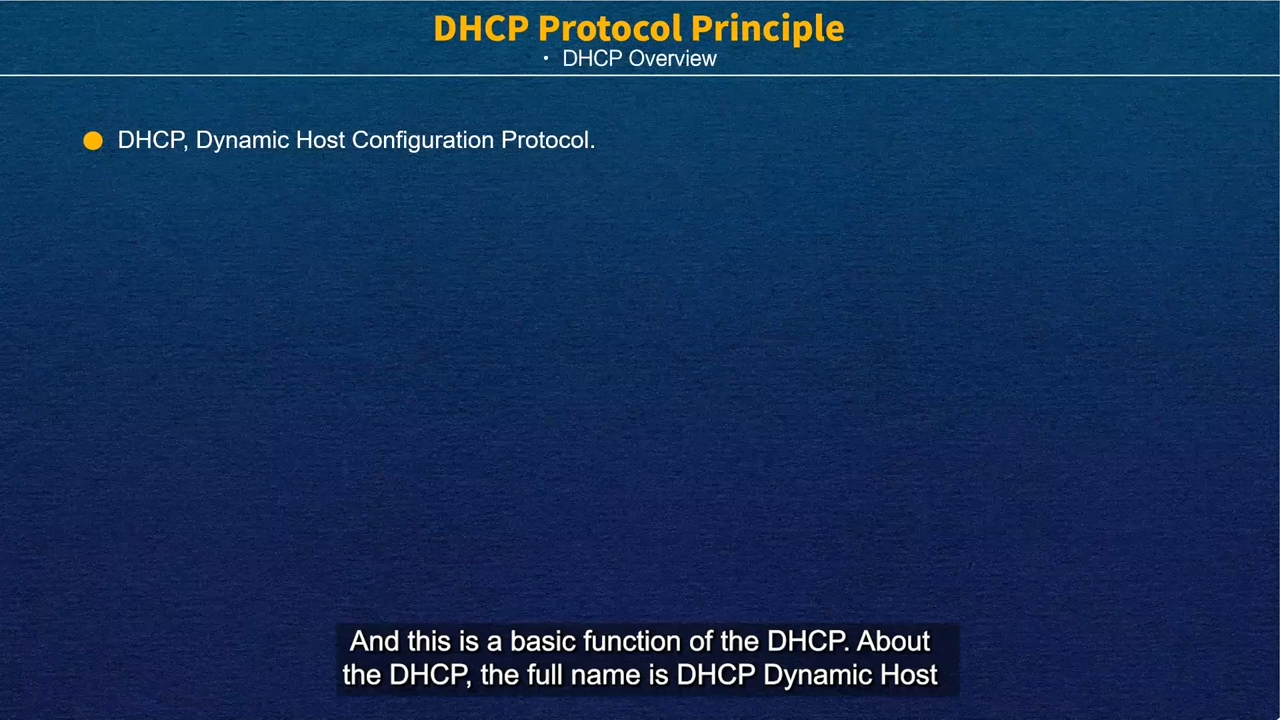 DHCP Protocol Principle
• DHCP Overview
DHCP, Dynamic Host Configuration Protocol.
And this is a basic function of the DHCP. About
the DHCP, the full name is DHCP Dynamic Host